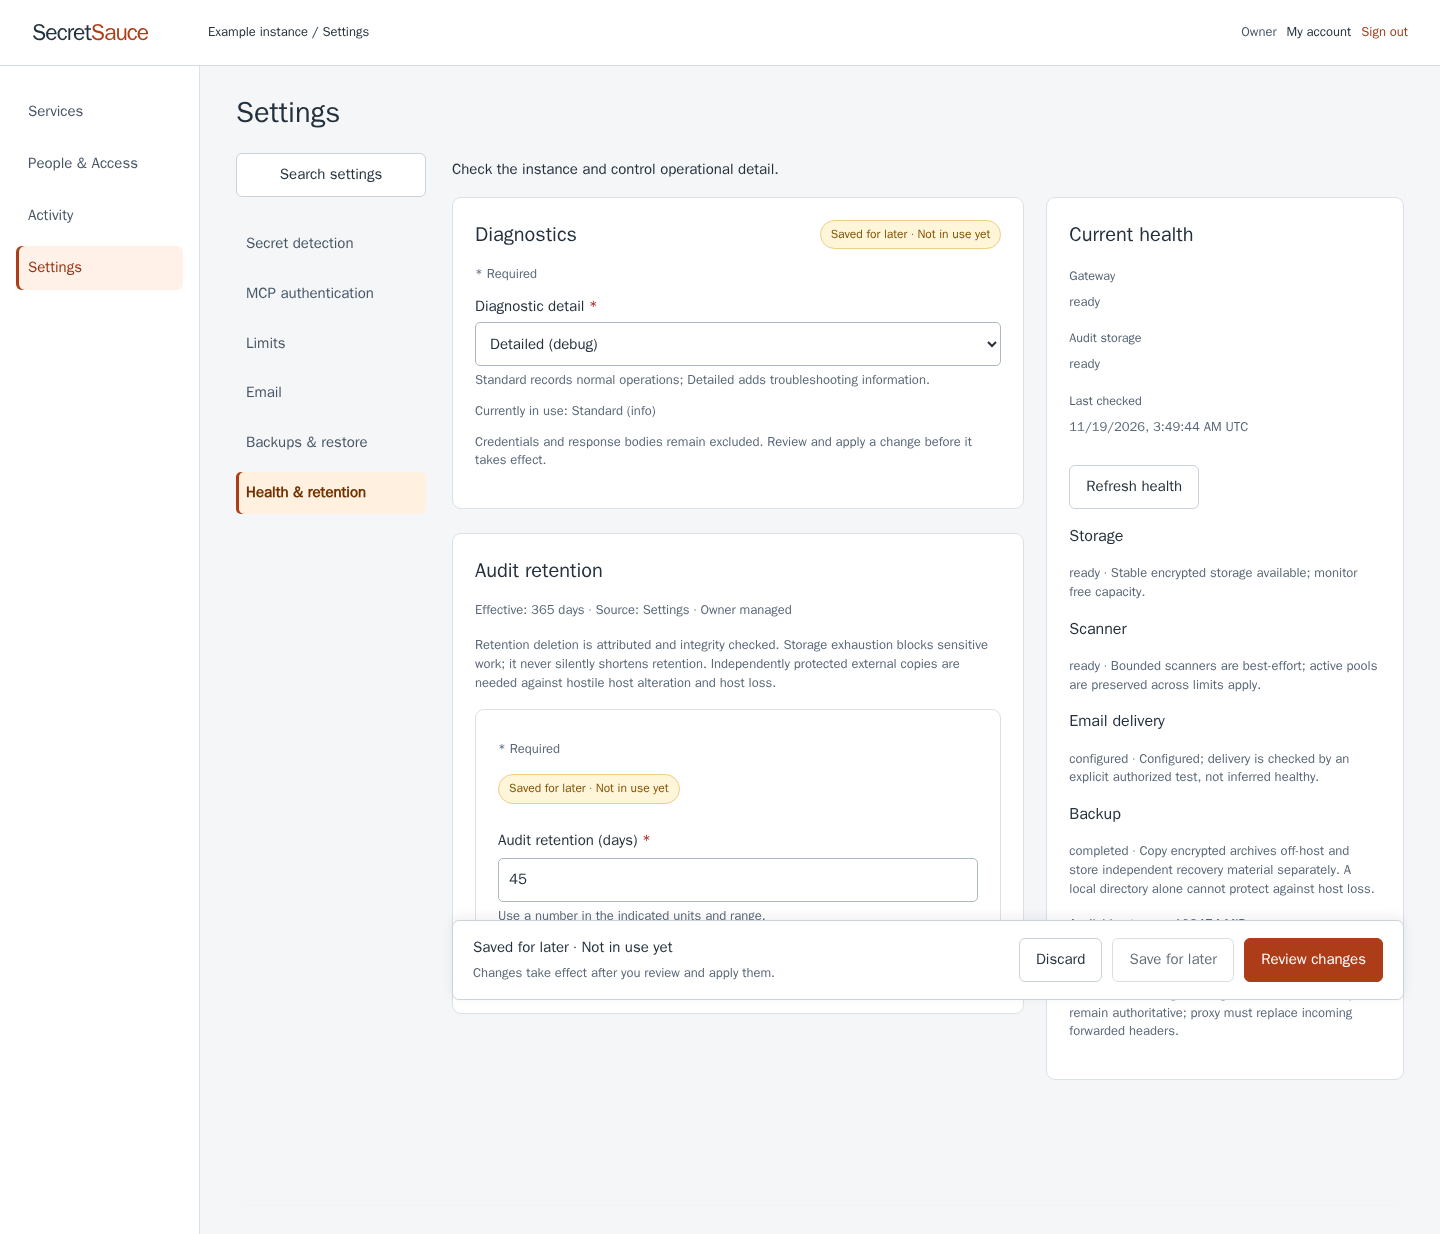 SecretSauce
Example instance / Settings
Owner My account Sign out
Services
People & Access
Activity
Settings
Settings
Search settings
Secret detection
MCP authentication
Limits
Email
Backups & restore
Health & retention
Check the instance and control operational detail.
Diagnostics
Saved for later · Not in use yet
* Required
Diagnostic detail *
Detailed (debug)
Standard records normal operations; Detailed adds troubleshooting information.
Currently in use: Standard (info)
Credentials and response bodies remain excluded. Review and apply a change before it
takes effect.
Audit retention
Effective: 365 days · Source: Settings · Owner managed
Retention deletion is attributed and integrity checked. Storage exhaustion blocks sensitive
work; it never silently shortens retention. Independently protected external copies are
needed against hostile host alteration and host loss.
* Required
Saved for later · Not in use yet
Audit retention (days) *
45
Use a number in the indicated units and range.
Current health
Gateway
ready
Audit storage
ready
Last checked
11/19/2026, 3:49:44 AM UTC
Refresh health
Storage
ready · Stable encrypted storage available; monitor
free capacity.
Scanner
ready · Bounded scanners are best-effort; active pools
are preserved across limits apply.
Email delivery
configured · Configured; delivery is checked by an
explicit authorized test, not inferred healthy.
Backup
completed · Copy encrypted archives off-host and
store independent recovery material separately. A
local directory alone cannot protect against host loss.
Saved for later · Not in use yet
Changes take effect after you review and apply them.
Discard
Save for later
Review changes
remain authoritative; proxy must replace incoming
forwarded headers.